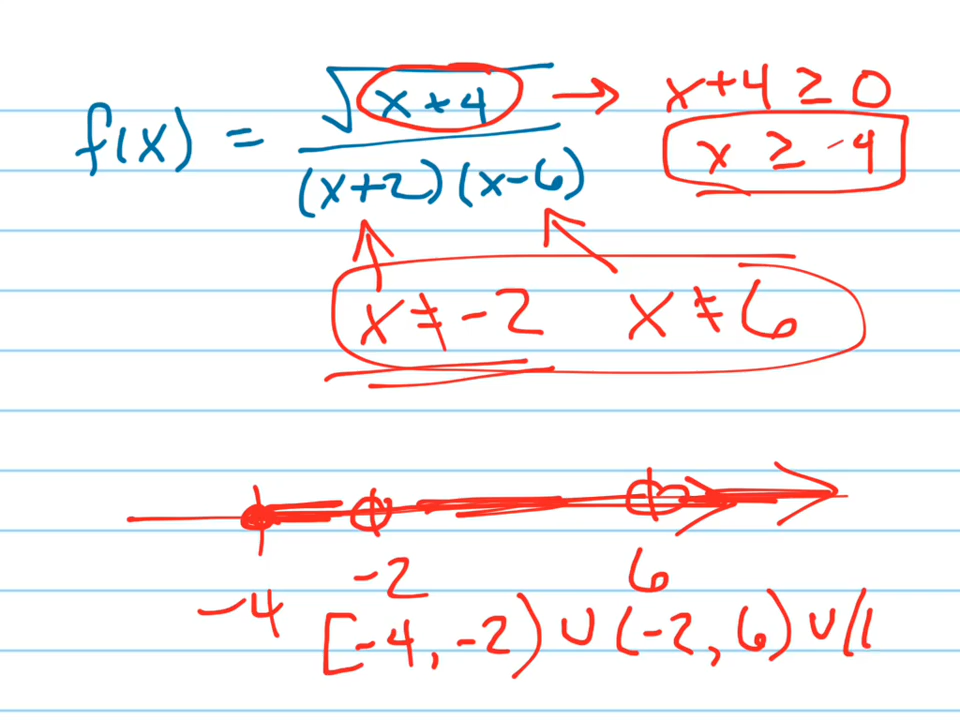 f(x) = √(x+4) / (x+2)(x-6) → x+4 ≥ 0
x ≥ -4
x ≠ -2 x ≠ 6
-4 -2 6
[-4, -2) ∪ (-2, 6) ∪ (